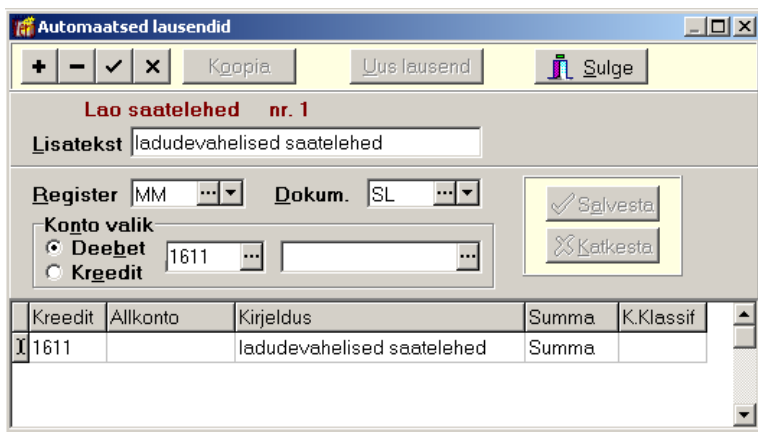 Automaatsed lausendid
Koopia Uus lausend Sulge
Lao saatelehed nr. 1
Lisatekst ladudevahelised saatelehed
Register MM ... Dokum. SL ...
Salvesta
Konto valik
Deebet 1611 ... ...
Kreedit
Katkesta
Kreedit Allkonto Kirjeldus Summa K.Klassif
1611 ladudevahelised saatelehed Summa